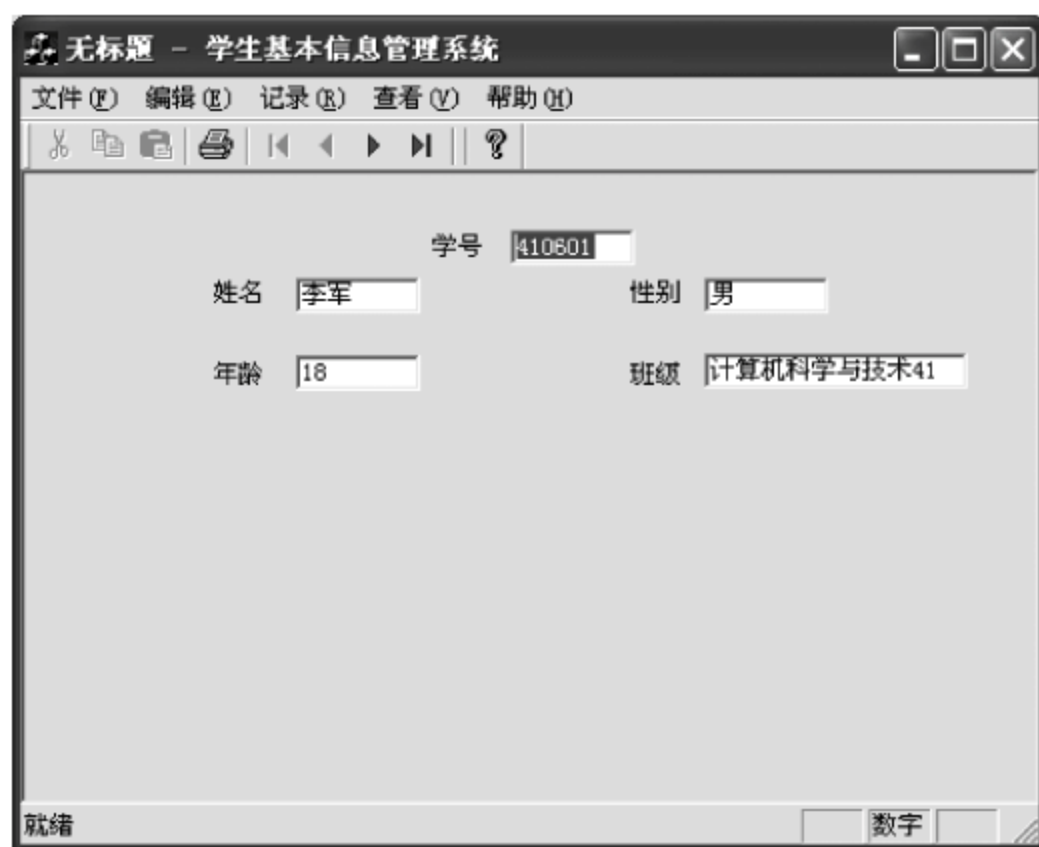 无标题 - 学生基本信息管理系统
文件(F) 编辑(E) 记录(R) 查看(V) 帮助(H)
学号 410601
姓名 李军 性别 男
年龄 18 班级 计算机科学与技术41
就绪 数字